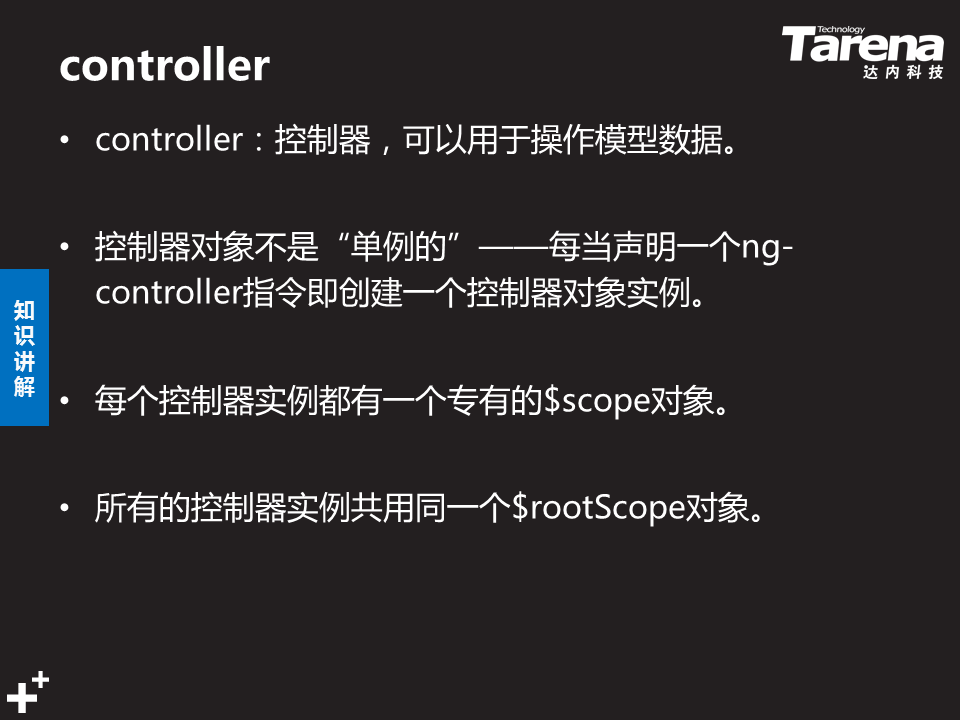 controller
Technology
Tarena
达内科技
• controller：控制器，可以用于操作模型数据。
• 控制器对象不是“单例的”——每当声明一个ng-
controller指令即创建一个控制器对象实例。
知
识
讲
解
• 每个控制器实例都有一个专有的$scope对象。
• 所有的控制器实例共用同一个$rootScope对象。